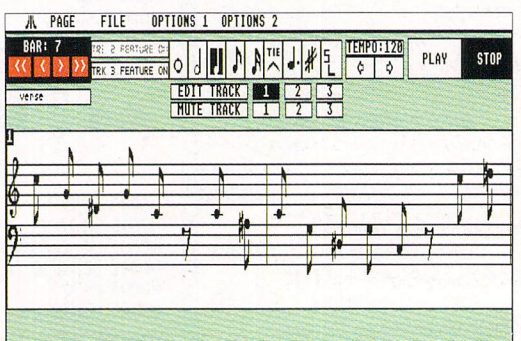 PAGE FILE OPTIONS 1 OPTIONS 2
BAR: 7
<< < > >>
TRK 2 FEATURE ON
TRK 3 FEATURE ON
TIE
TEMPO:120
PLAY
STOP
verse
EDIT TRACK 1 2 3
MUTE TRACK 1 2 3
1